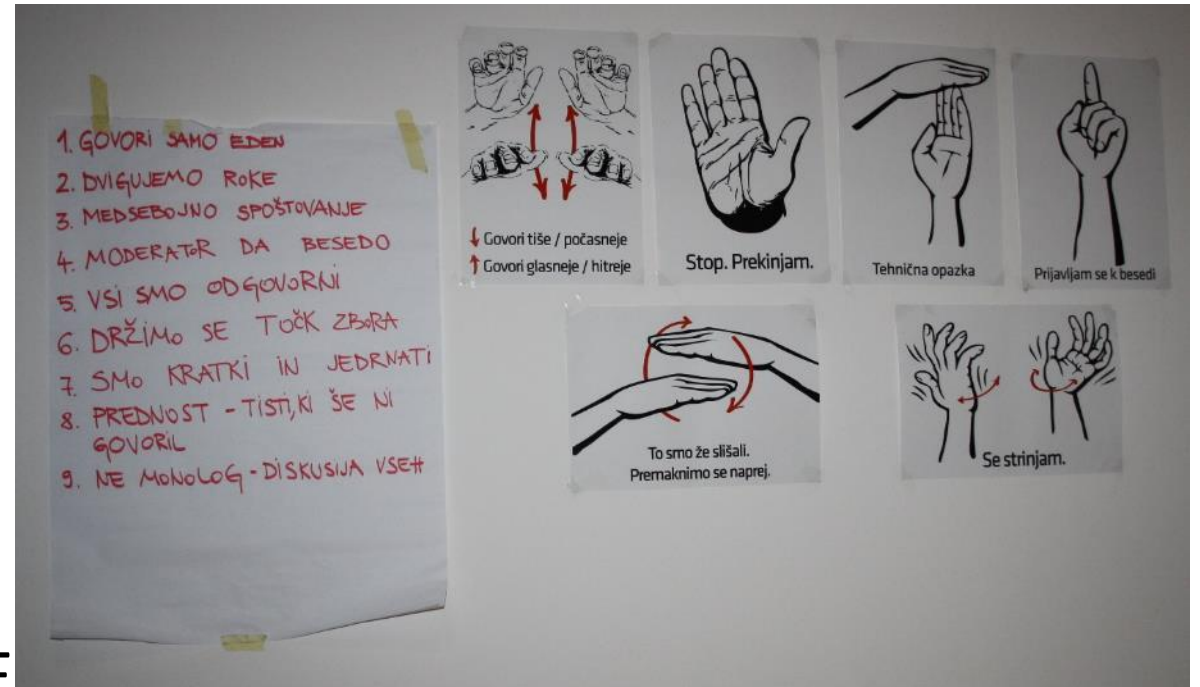 1. GOVORI SAMO EDEN
2. DVIGUJEMO ROKE
3. MEDSEBOJNO SPOŠTOVANJE
4. MODERATOR DA BESEDO
5. VSI SMO ODGOVORNI
6. DRŽIMO SE TOČK ZBORA
7. SMO KRATKI IN JEDRNATI
8. PREDNOST - TISTI, KI ŠE NI
GOVORIL
9. NE MONOLOG - DISKUSIJA VSEH
↓ Govori tiše / počasneje
↑ Govori glasneje / hitreje
Stop. Prekinjam.
Tehnična opazka
Prijavljam se k besedi
To smo že slišali.
Premaknimo se naprej.
Se strinjam.